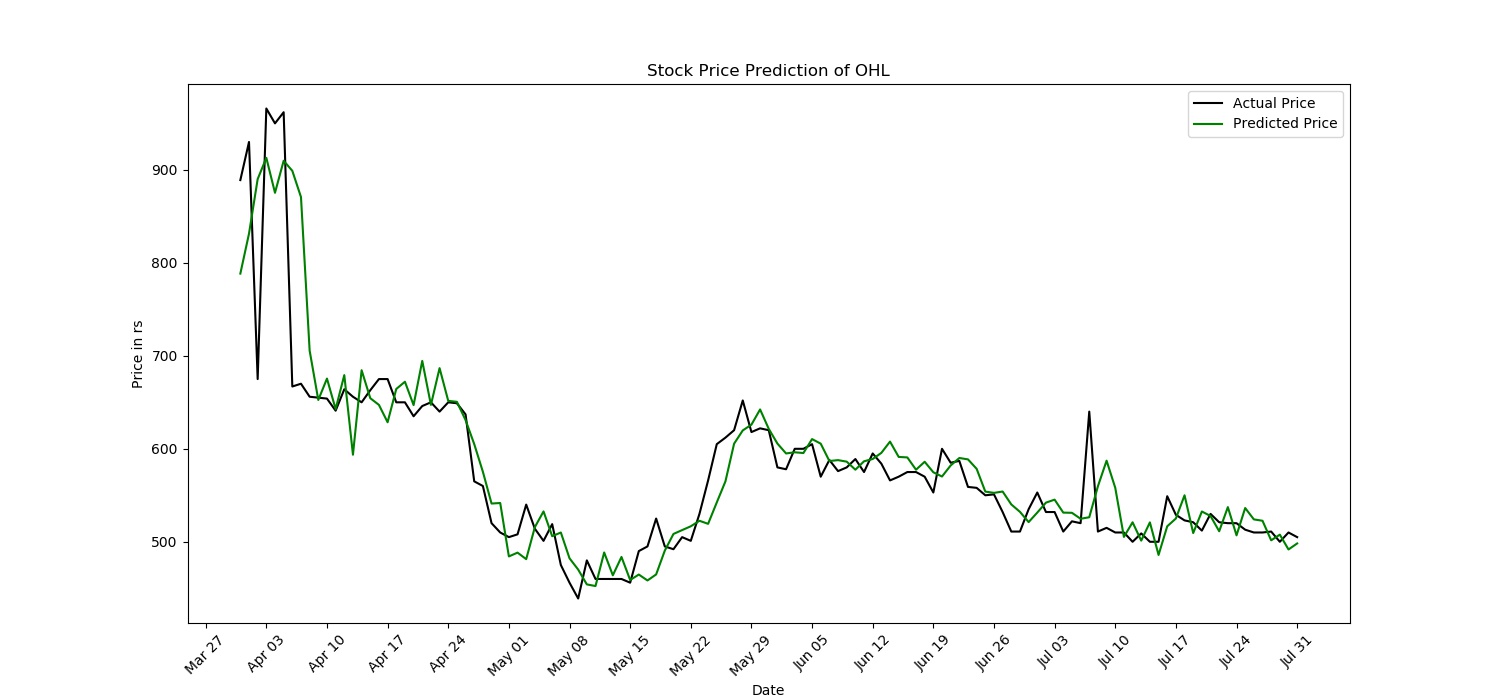 Stock Price Prediction of OHL
Actual Price
Predicted Price
Price in rs
900
800
700
600
500
Mar 27
Apr 03
Apr 10
Apr 17
Apr 24
May 01
May 08
May 15
May 22
May 29
Jun 05
Jun 12
Jun 19
Jun 26
Jul 03
Jul 10
Jul 17
Jul 24
Jul 31
Date